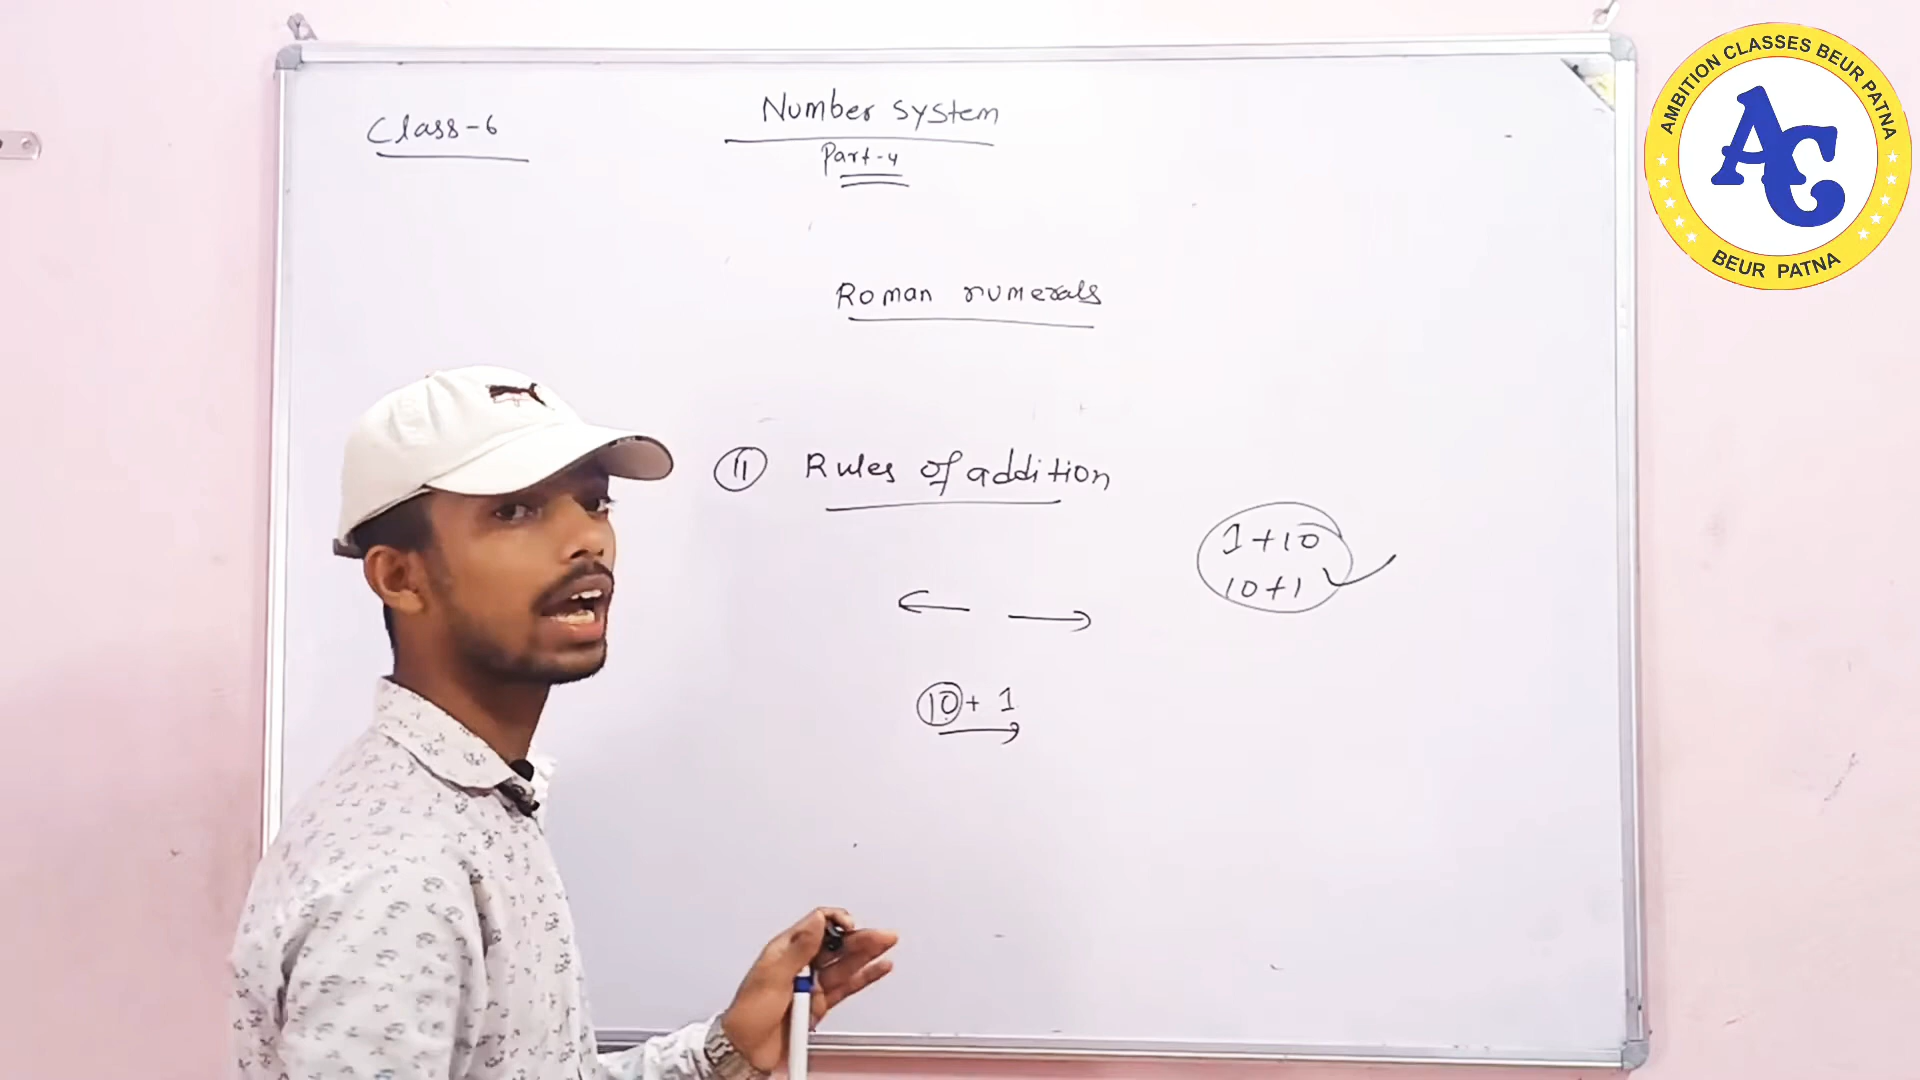 Class-6
Number system
Part-4
Roman numerals
11 Rules of addition
1+10
10+1
10+ 1
AMBITION CLASSES BEUR PATNA
AC
BEUR PATNA